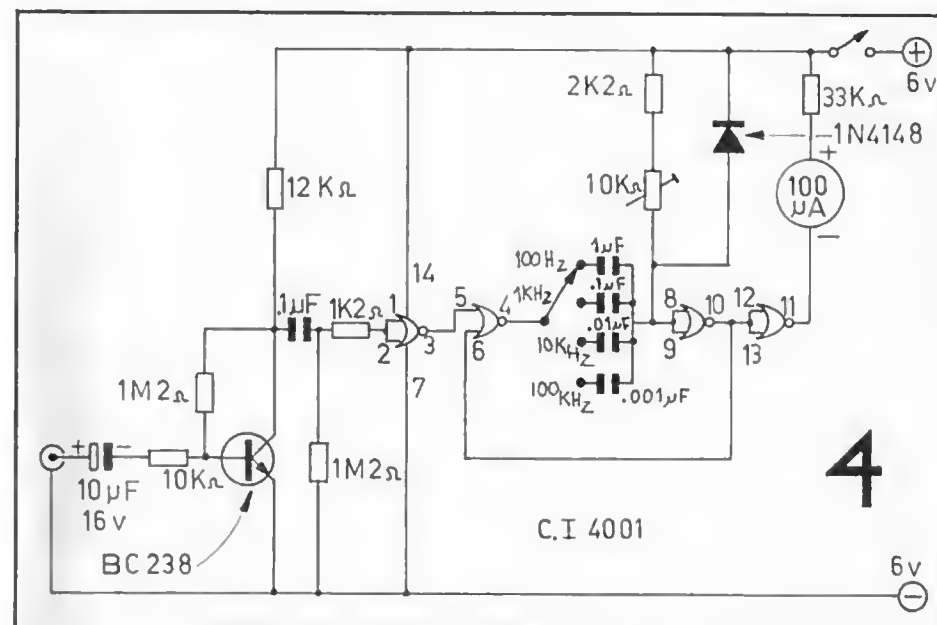 6v
2K2Ω
33KΩ
1N4148
+
12KΩ
10KΩ
100
µA
−
1µF
100Hz
14
1KHz
.1µF
.1µF
1K2Ω
1
5
4
8
10
12
11
.01µF
2
3
6
9
13
10KHz
7
100KHz
.001µF
1M2Ω
+
−
1M2Ω
10KΩ
10µF
16v
4
C.I 4001
BC238
6v